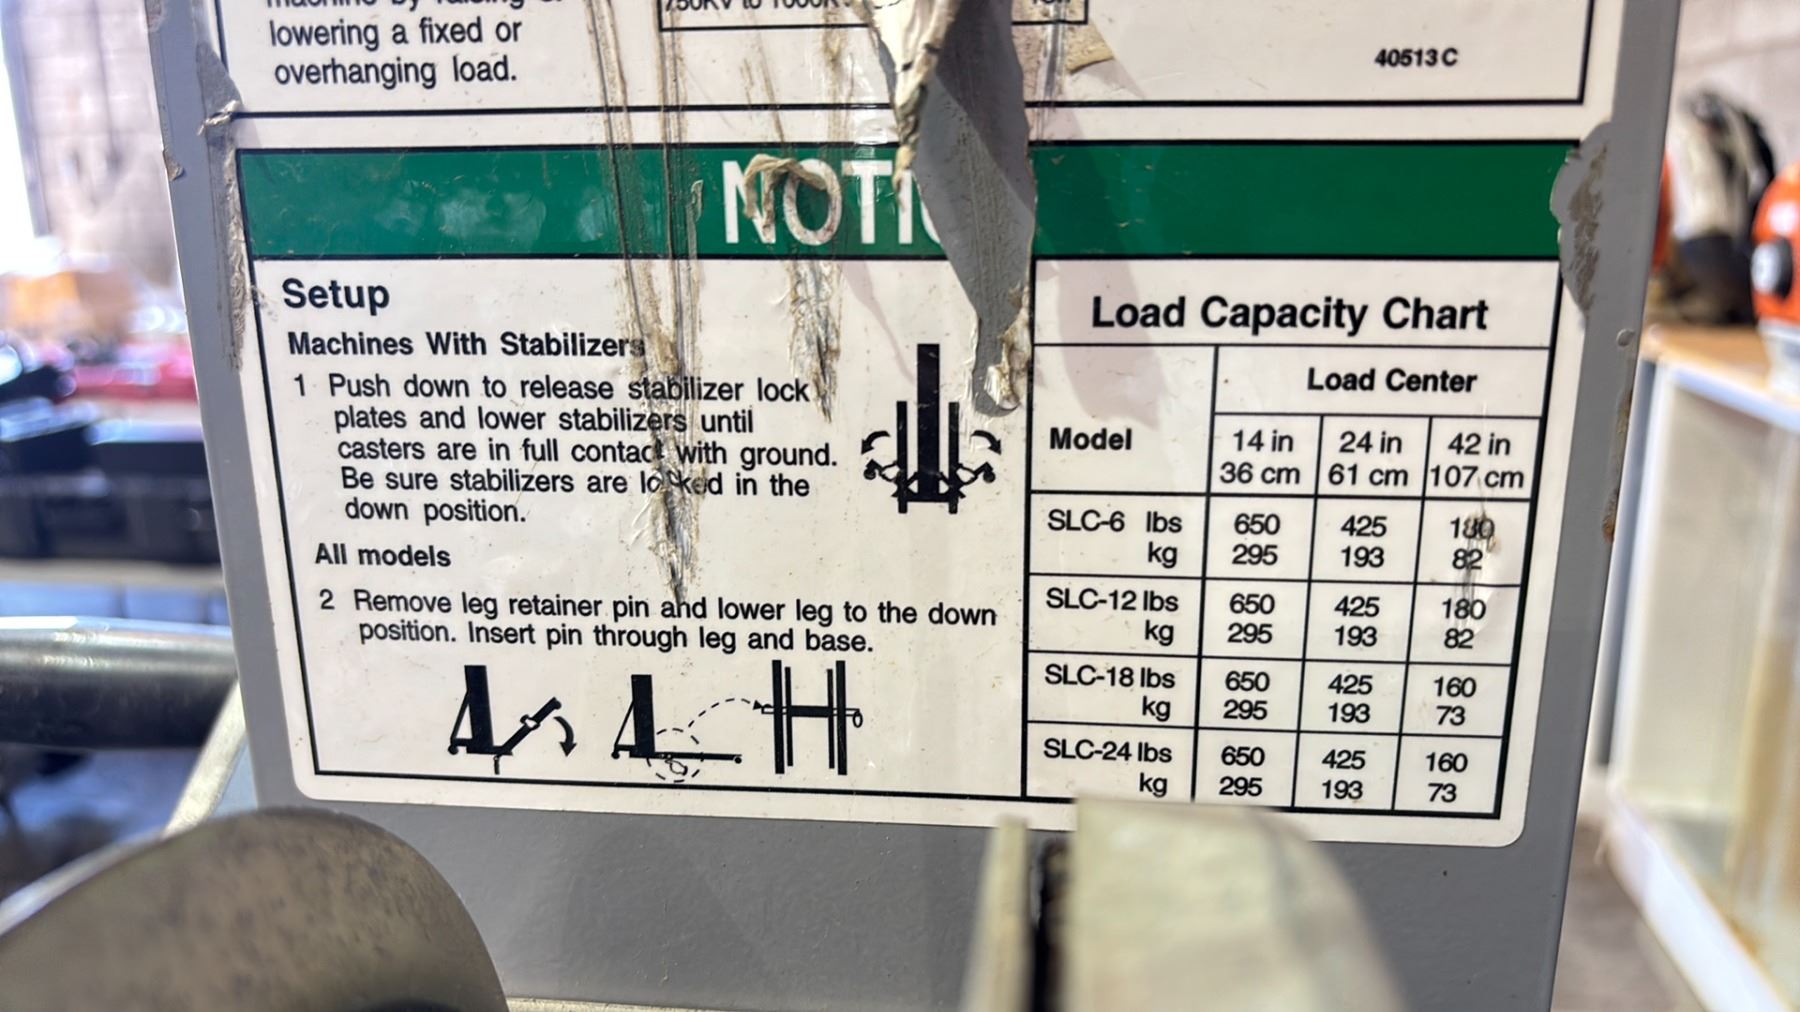 lowering a fixed or
overhanging load.
40513 C
Setup
Machines With Stabilizers
1 Push down to release stabilizer lock
plates and lower stabilizers until
casters are in full contact with ground.
Be sure stabilizers are locked in the
down position.
All models
2 Remove leg retainer pin and lower leg to the down
position. Insert pin through leg and base.
Load Capacity Chart
Load Center
Model 14 in 24 in 42 in
36 cm 61 cm 107 cm
SLC-6 lbs 650 425 180
kg 295 193 82
SLC-12 lbs 650 425 180
kg 295 193 82
SLC-18 lbs 650 425 160
kg 295 193 73
SLC-24 lbs 650 425 160
kg 295 193 73